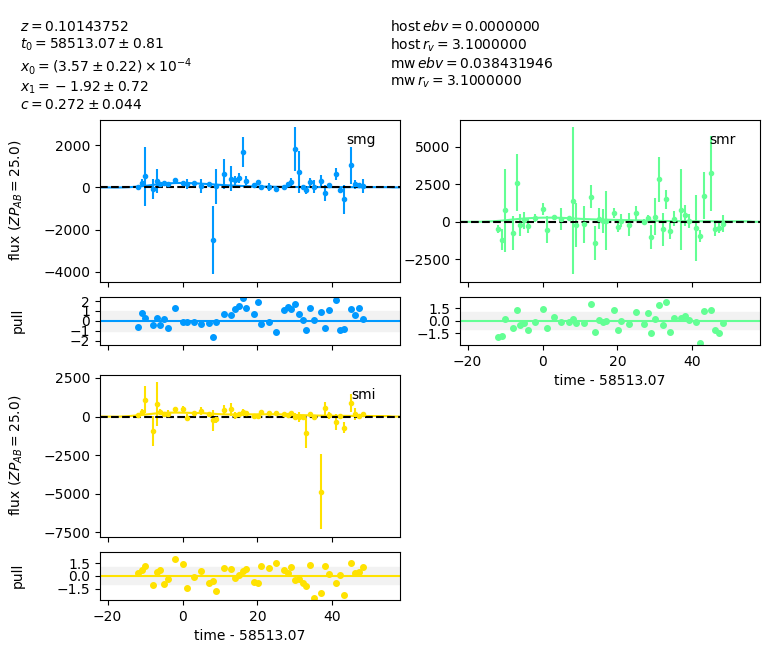 z = 0.10143752
t₀ = 58513.07 ± 0.81
x₀ = (3.57 ± 0.22) × 10⁻⁴
x₁ = −1.92 ± 0.72
c = 0.272 ± 0.044
host ebv = 0.0000000
host r_v = 3.1000000
mw ebv = 0.038431946
mw r_v = 3.1000000
smg
flux (ZP_AB = 25.0)
2000
0
−2000
−4000
smr
5000
2500
0
−2500
pull
2
1
0
−1
−2
1.5
0.0
−1.5
−20
0
20
40
time - 58513.07
smi
flux (ZP_AB = 25.0)
2500
0
−2500
−5000
−7500
pull
1.5
0.0
−1.5
−20
0
20
40
time - 58513.07